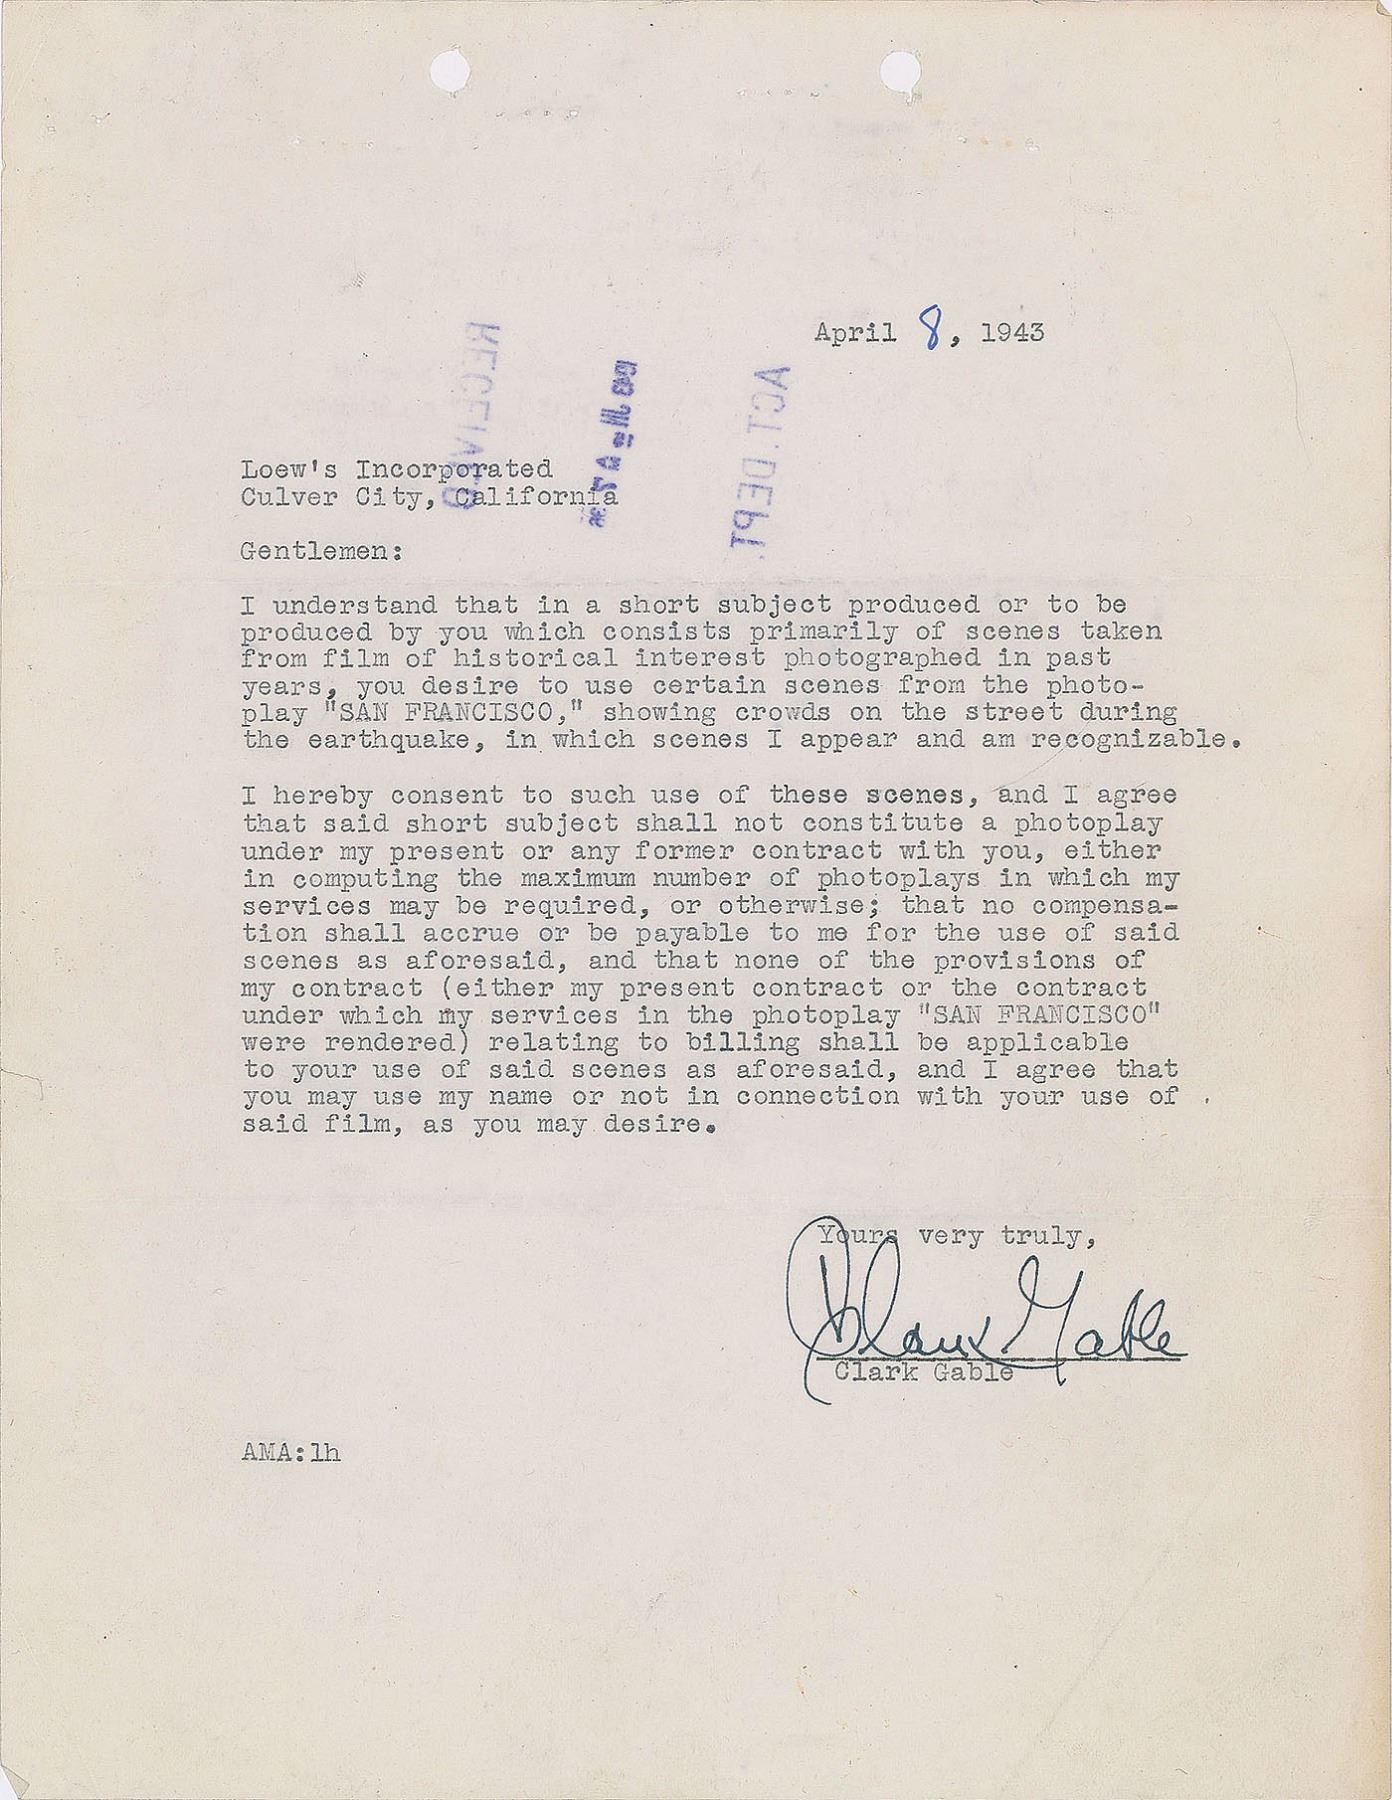 April 8, 1943
RECEIVED
ACT. DEPT.
Loew's Incorporated
Culver City, California
Gentlemen:
I understand that in a short subject produced or to be
produced by you which consists primarily of scenes taken
from film of historical interest photographed in past
years, you desire to use certain scenes from the photo-
play "SAN FRANCISCO," showing crowds on the street during
the earthquake, in which scenes I appear and am recognizable.
I hereby consent to such use of these scenes, and I agree
that said short subject shall not constitute a photoplay
under my present or any former contract with you, either
in computing the maximum number of photoplays in which my
services may be required, or otherwise; that no compensa-
tion shall accrue or be payable to me for the use of said
scenes as aforesaid, and that none of the provisions of
my contract (either my present contract or the contract
under which my services in the photoplay "SAN FRANCISCO"
were rendered) relating to billing shall be applicable
to your use of said scenes as aforesaid, and I agree that
you may use my name or not in connection with your use of
said film, as you may desire.
Yours very truly,
Clark Gable
Clark Gable
AMA:lh